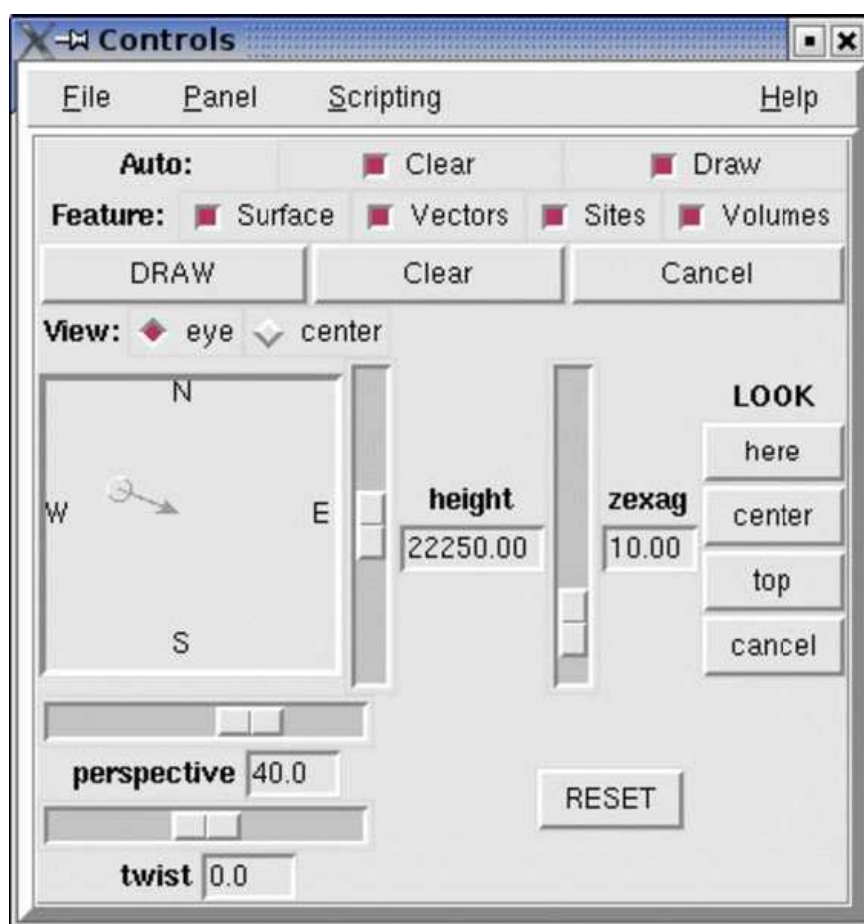 Controls
File Panel Scripting Help
Auto: Clear Draw
Feature: Surface Vectors Sites Volumes
DRAW Clear Cancel
View: eye center
N
W
E
S
height
22250.00
zexag
10.00
LOOK
here
center
top
cancel
perspective 40.0
RESET
twist 0.0